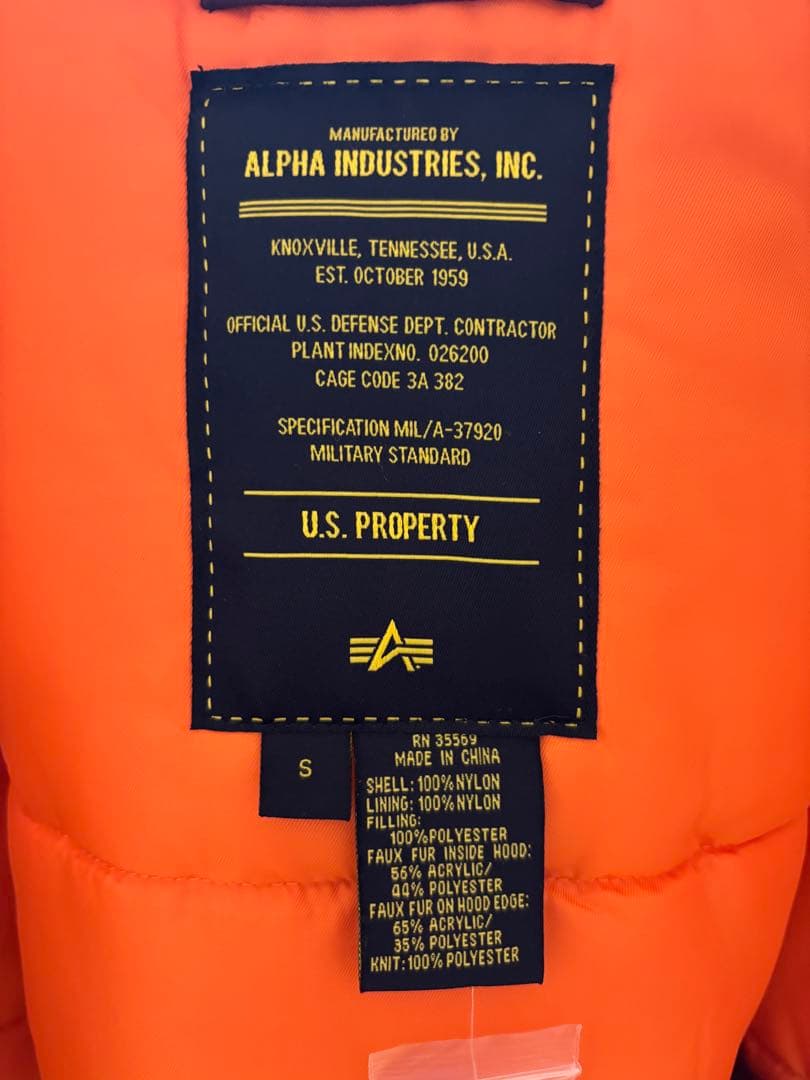 MANUFACTURED BY
ALPHA INDUSTRIES, INC.
KNOXVILLE, TENNESSEE, U.S.A.
EST. OCTOBER 1959
OFFICIAL U.S. DEFENSE DEPT. CONTRACTOR
PLANT INDEXNO. 026200
CAGE CODE 3A 382
SPECIFICATION MIL/A-37920
MILITARY STANDARD
U.S. PROPERTY
S
RN 35569
MADE IN CHINA
SHELL: 100% NYLON
LINING: 100% NYLON
FILLING:
100%POLYESTER
FAUX FUR INSIDE HOOD:
56% ACRYLIC/
44% POLYESTER
FAUX FUR ON HOOD EDGE:
65% ACRYLIC/
35% POLYESTER
KNIT: 100% POLYESTER